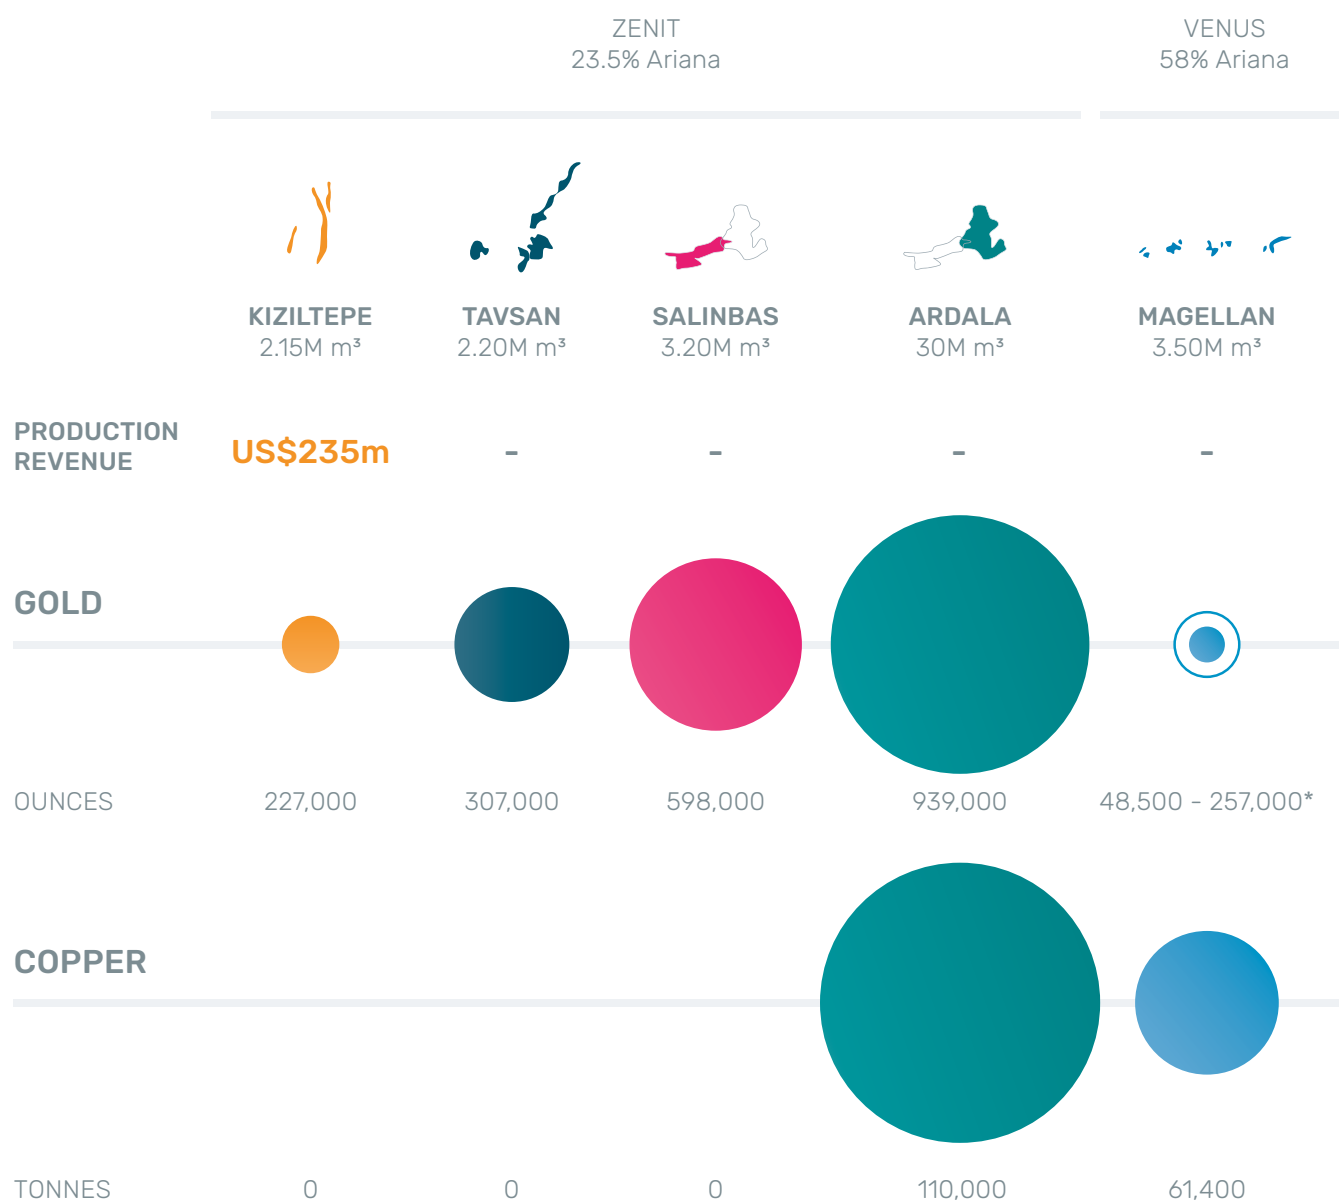 ZENIT
23.5% Ariana
VENUS
58% Ariana
KIZILTEPE
2.15M m³
TAVSAN
2.20M m³
SALINBAS
3.20M m³
ARDALA
30M m³
MAGELLAN
3.50M m³
PRODUCTION
REVENUE
US$235m
-
-
-
-
GOLD
OUNCES
227,000
307,000
598,000
939,000
48,500 - 257,000*
COPPER
TONNES
0
0
0
110,000
61,400